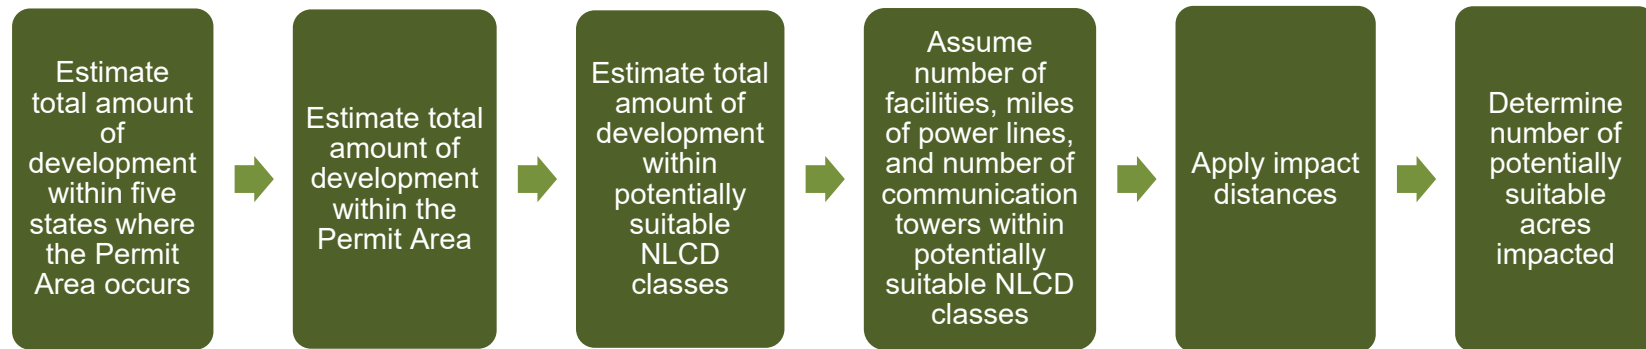 Estimate
total amount
of
development
within five
states where
the Permit
Area occurs
Estimate total
amount of
development
within the
Permit Area
Estimate total
amount of
development
within
potentially
suitable
NLCD
classes
Assume
number of
facilities, miles
of power lines,
and number of
communication
towers within
potentially
suitable NLCD
classes
Apply impact
distances
Determine
number of
potentially
suitable
acres
impacted